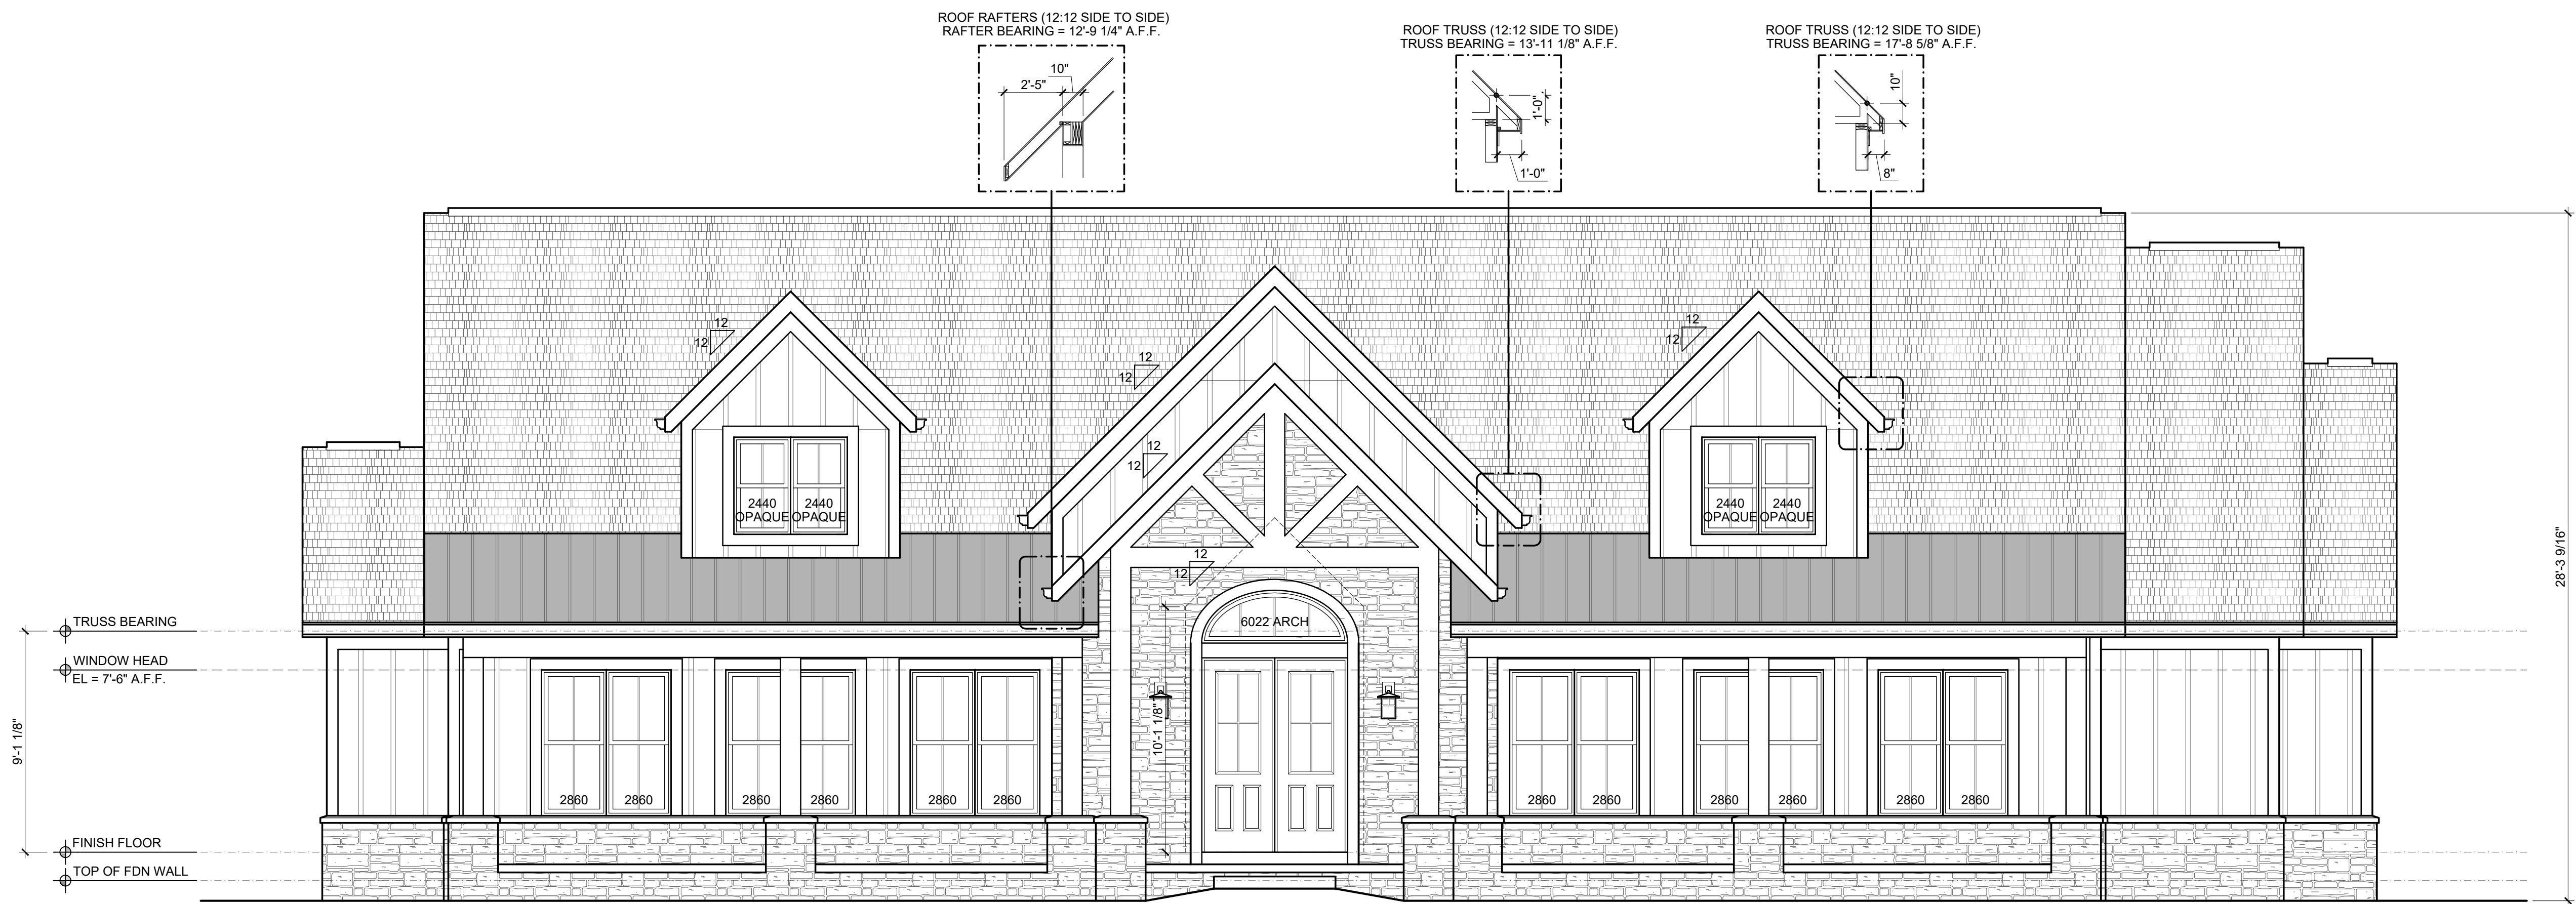 ROOF RAFTERS (12:12 SIDE TO SIDE)
RAFTER BEARING = 12'-9 1/4" A.F.F.
10"
2'-5"
ROOF TRUSS (12:12 SIDE TO SIDE)
TRUSS BEARING = 13'-11 1/8" A.F.F.
1'-0"
1'-0"
ROOF TRUSS (12:12 SIDE TO SIDE)
TRUSS BEARING = 17'-8 5/8" A.F.F.
10"
8"
12
12
12
12
12
12
12
12
12
12
2440
OPAQUE
2440
OPAQUE
2440
OPAQUE
2440
OPAQUE
28'-3 9/16"
TRUSS BEARING
WINDOW HEAD
EL = 7'-6" A.F.F.
9'-1 1/8"
FINISH FLOOR
TOP OF FDN WALL
6022 ARCH
10'-1 1/8"
2860
2860
2860
2860
2860
2860
2860
2860
2860
2860
2860
2860